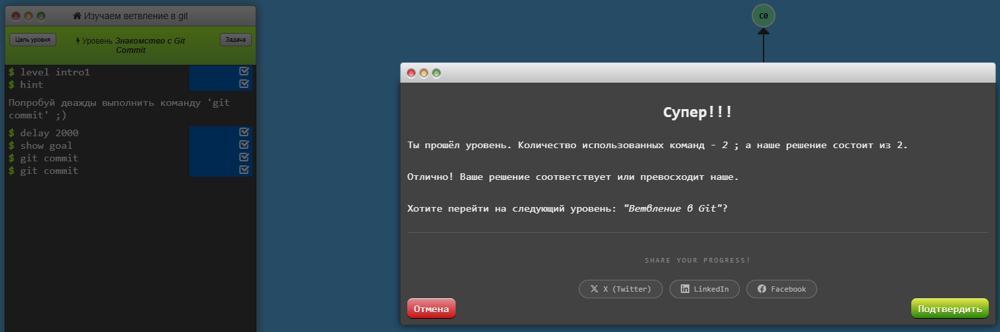 Изучаем ветвление в git
Цель уровня
Уровень Знакомство с Git
Commit
Задача
$ level intro1
$ hint
Попробуй дважды выполнить команду 'git
commit' ;)
$ delay 2000
$ show goal
$ git commit
$ git commit
C0
Супер!!!
Ты прошёл уровень. Количество использованных команд - 2 ; а наше решение состоит из 2.
Отлично! Ваше решение соответствует или превосходит наше.
Хотите перейти на следующий уровень: "Ветвление в Git"?
SHARE YOUR PROGRESS!
X (Twitter)
LinkedIn
Facebook
Отмена
Подтвердить